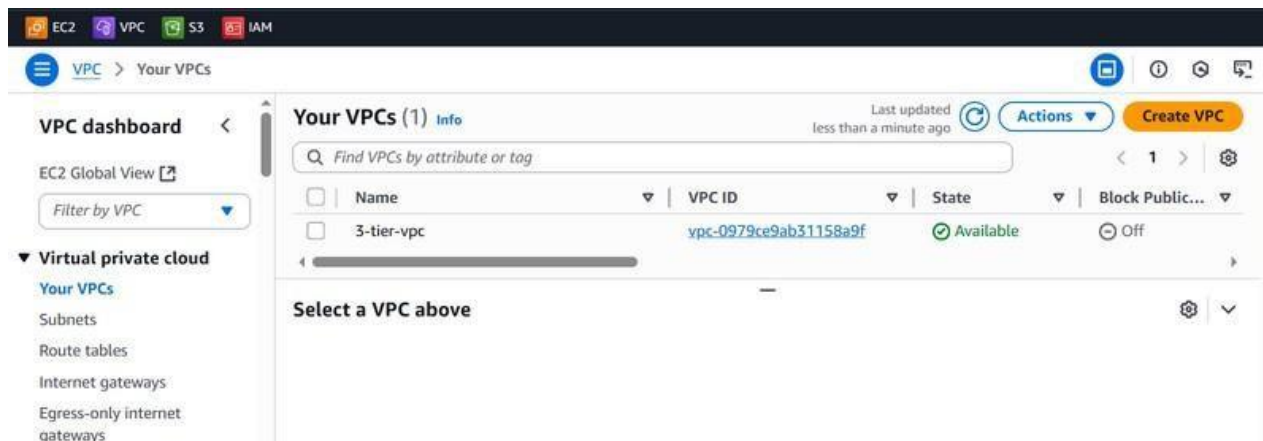 EC2 VPC S3 IAM
VPC > Your VPCs
VPC dashboard
EC2 Global View
Filter by VPC
Virtual private cloud
Your VPCs
Subnets
Route tables
Internet gateways
Egress-only internet
gateways
Your VPCs (1) Info
Last updated
less than a minute ago
Actions
Create VPC
Find VPCs by attribute or tag
1
Name VPC ID State Block Public...
3-tier-vpc vpc-0979ce9ab31158a9f Available Off
Select a VPC above